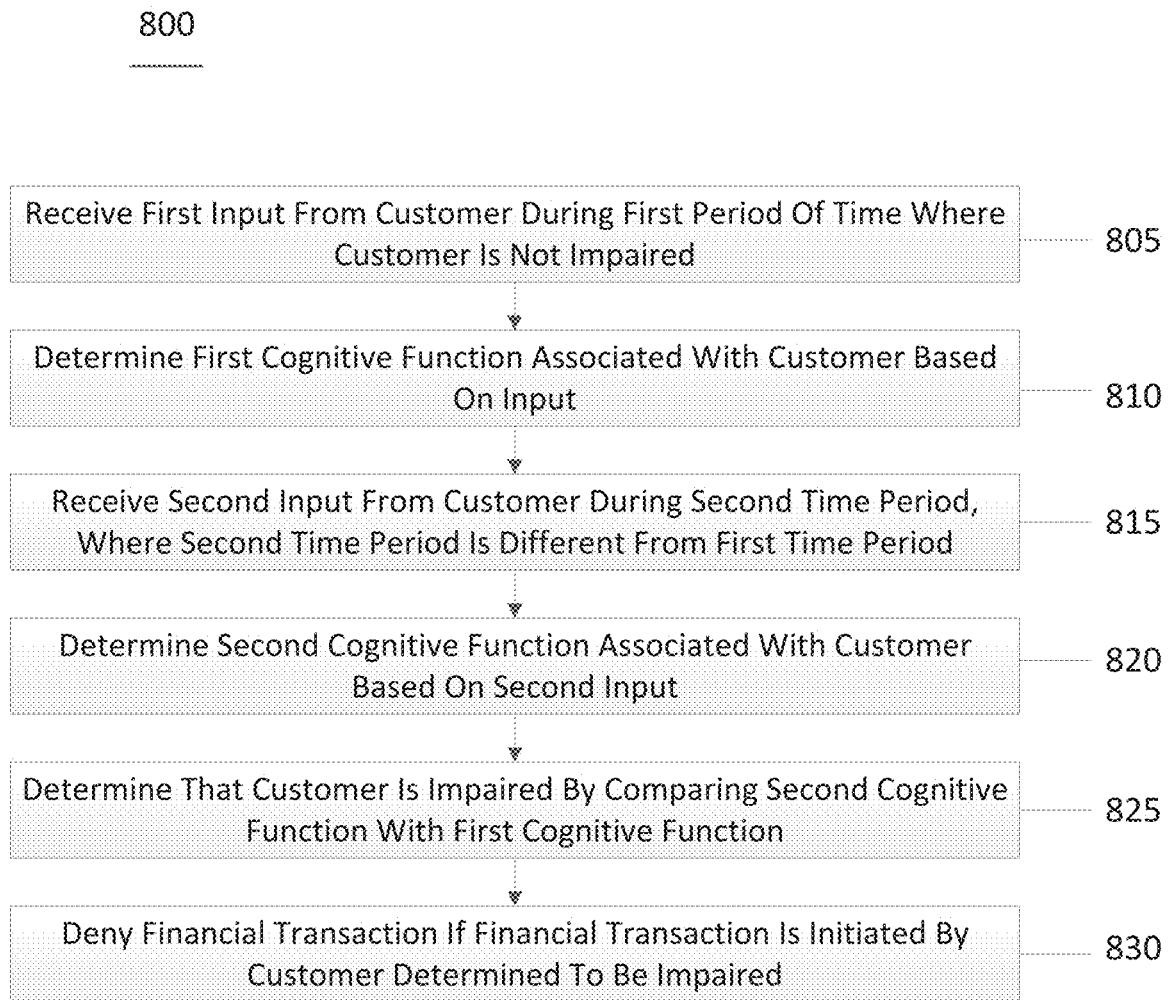 800
Receive First Input From Customer During First Period Of Time Where
Customer Is Not Impaired
805
Determine First Cognitive Function Associated With Customer Based
On Input
810
Receive Second Input From Customer During Second Time Period,
Where Second Time Period Is Different From First Time Period
815
Determine Second Cognitive Function Associated With Customer
Based On Second Input
820
Determine That Customer Is Impaired By Comparing Second Cognitive
Function With First Cognitive Function
825
Deny Financial Transaction If Financial Transaction Is Initiated By
Customer Determined To Be Impaired
830